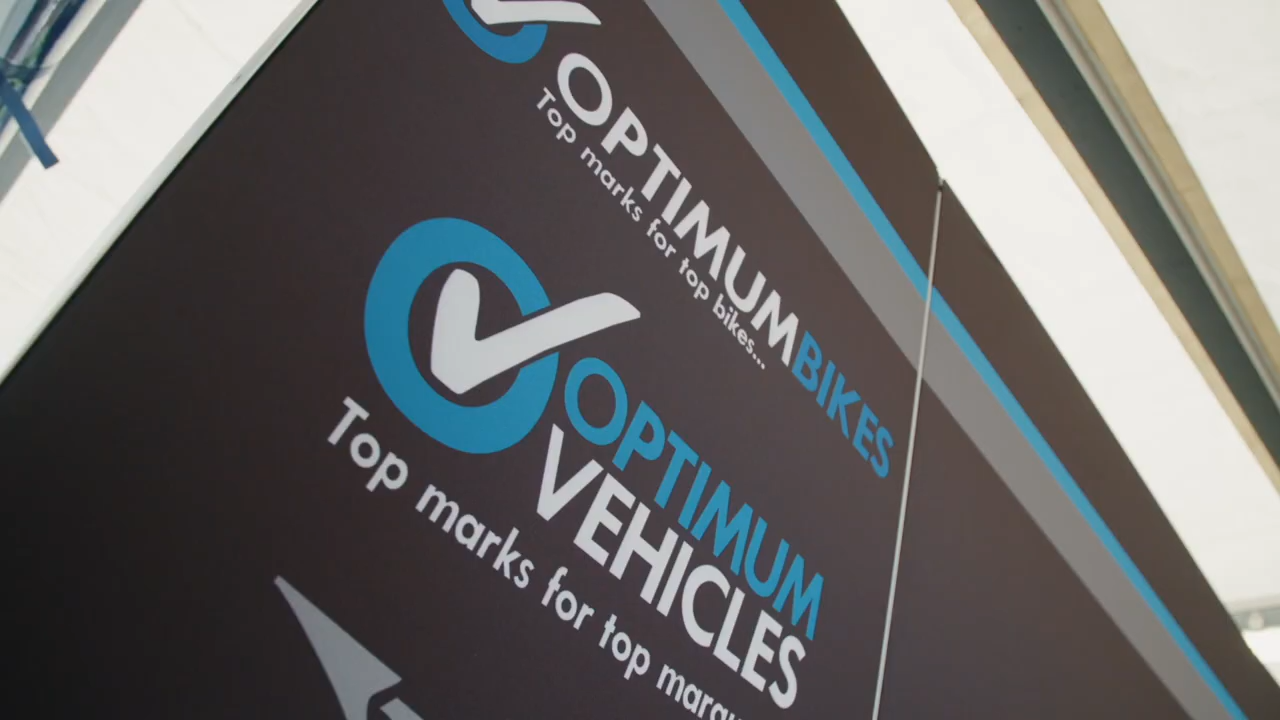 OPTIMUMBIKES
Top marks for top bikes...
OPTIMUM
VEHICLES
Top marks for top